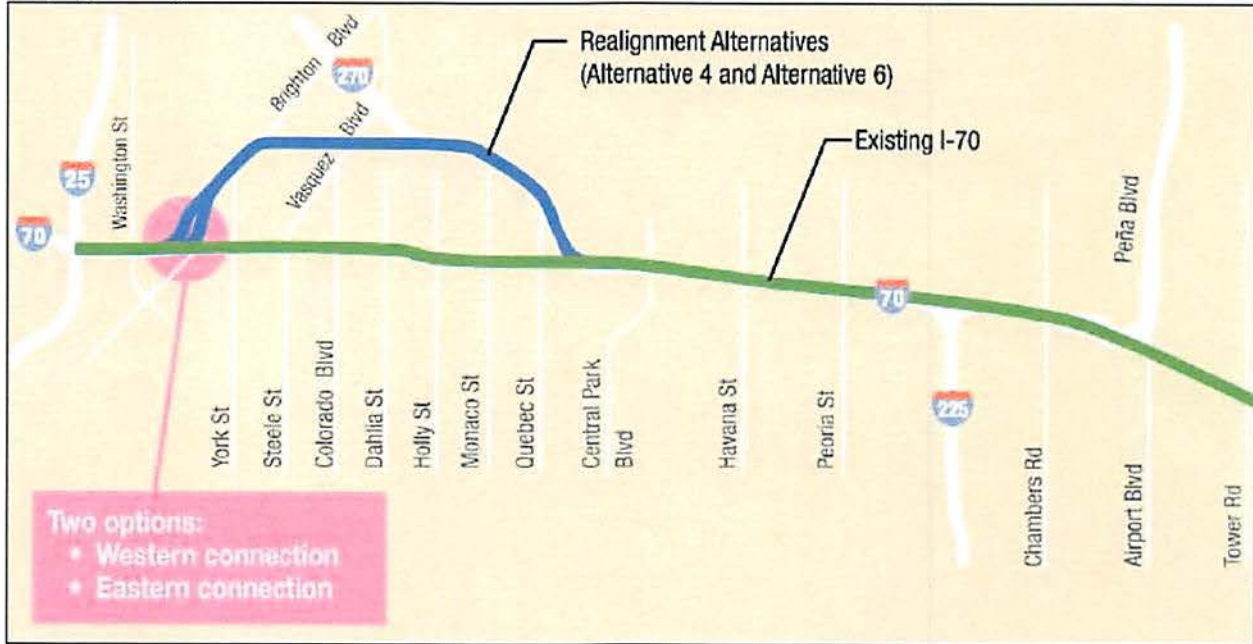 Realignment Alternatives
(Alternative 4 and Alternative 6)
Existing I-70
Brighton Blvd
270
Vasquez Blvd
Washington St
25
70
70
225
Peña Blvd
York St
Steele St
Colorado Blvd
Dahlia St
Holly St
Monaco St
Quebec St
Central Park
Blvd
Havana St
Peoria St
Chambers Rd
Airport Blvd
Tower Rd
Two options:
• Western connection
• Eastern connection